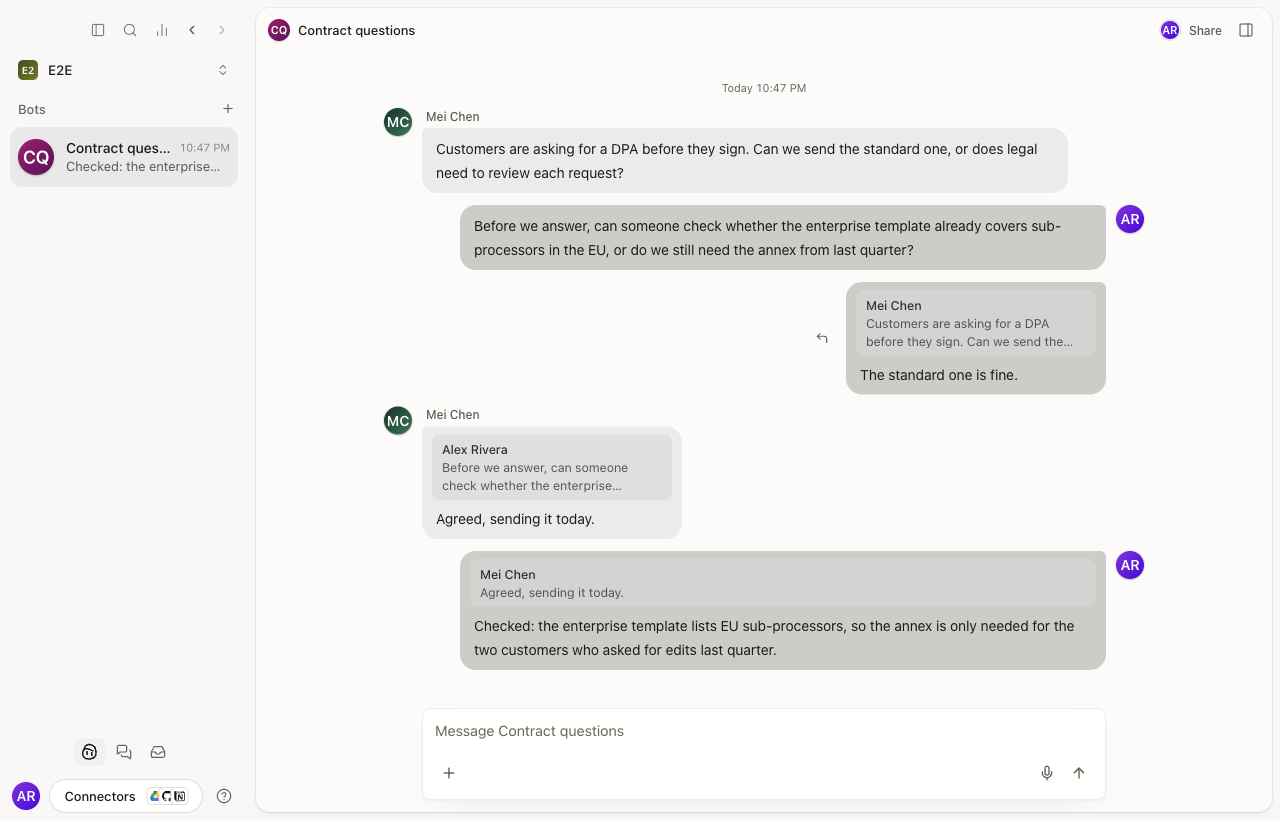 E2 E2E
Bots
CQ
Contract ques... 10:47 PM
Checked: the enterprise...
AR
Connectors
CQ Contract questions
AR Share
Today 10:47 PM
MC
Mei Chen
Customers are asking for a DPA before they sign. Can we send the standard one, or does legal
need to review each request?
AR
Before we answer, can someone check whether the enterprise template already covers sub-
processors in the EU, or do we still need the annex from last quarter?
Mei Chen
Customers are asking for a DPA
before they sign. Can we send the...
The standard one is fine.
MC
Mei Chen
Alex Rivera
Before we answer, can someone
check whether the enterprise...
Agreed, sending it today.
AR
Mei Chen
Agreed, sending it today.
Checked: the enterprise template lists EU sub-processors, so the annex is only needed for the
two customers who asked for edits last quarter.
Message Contract questions